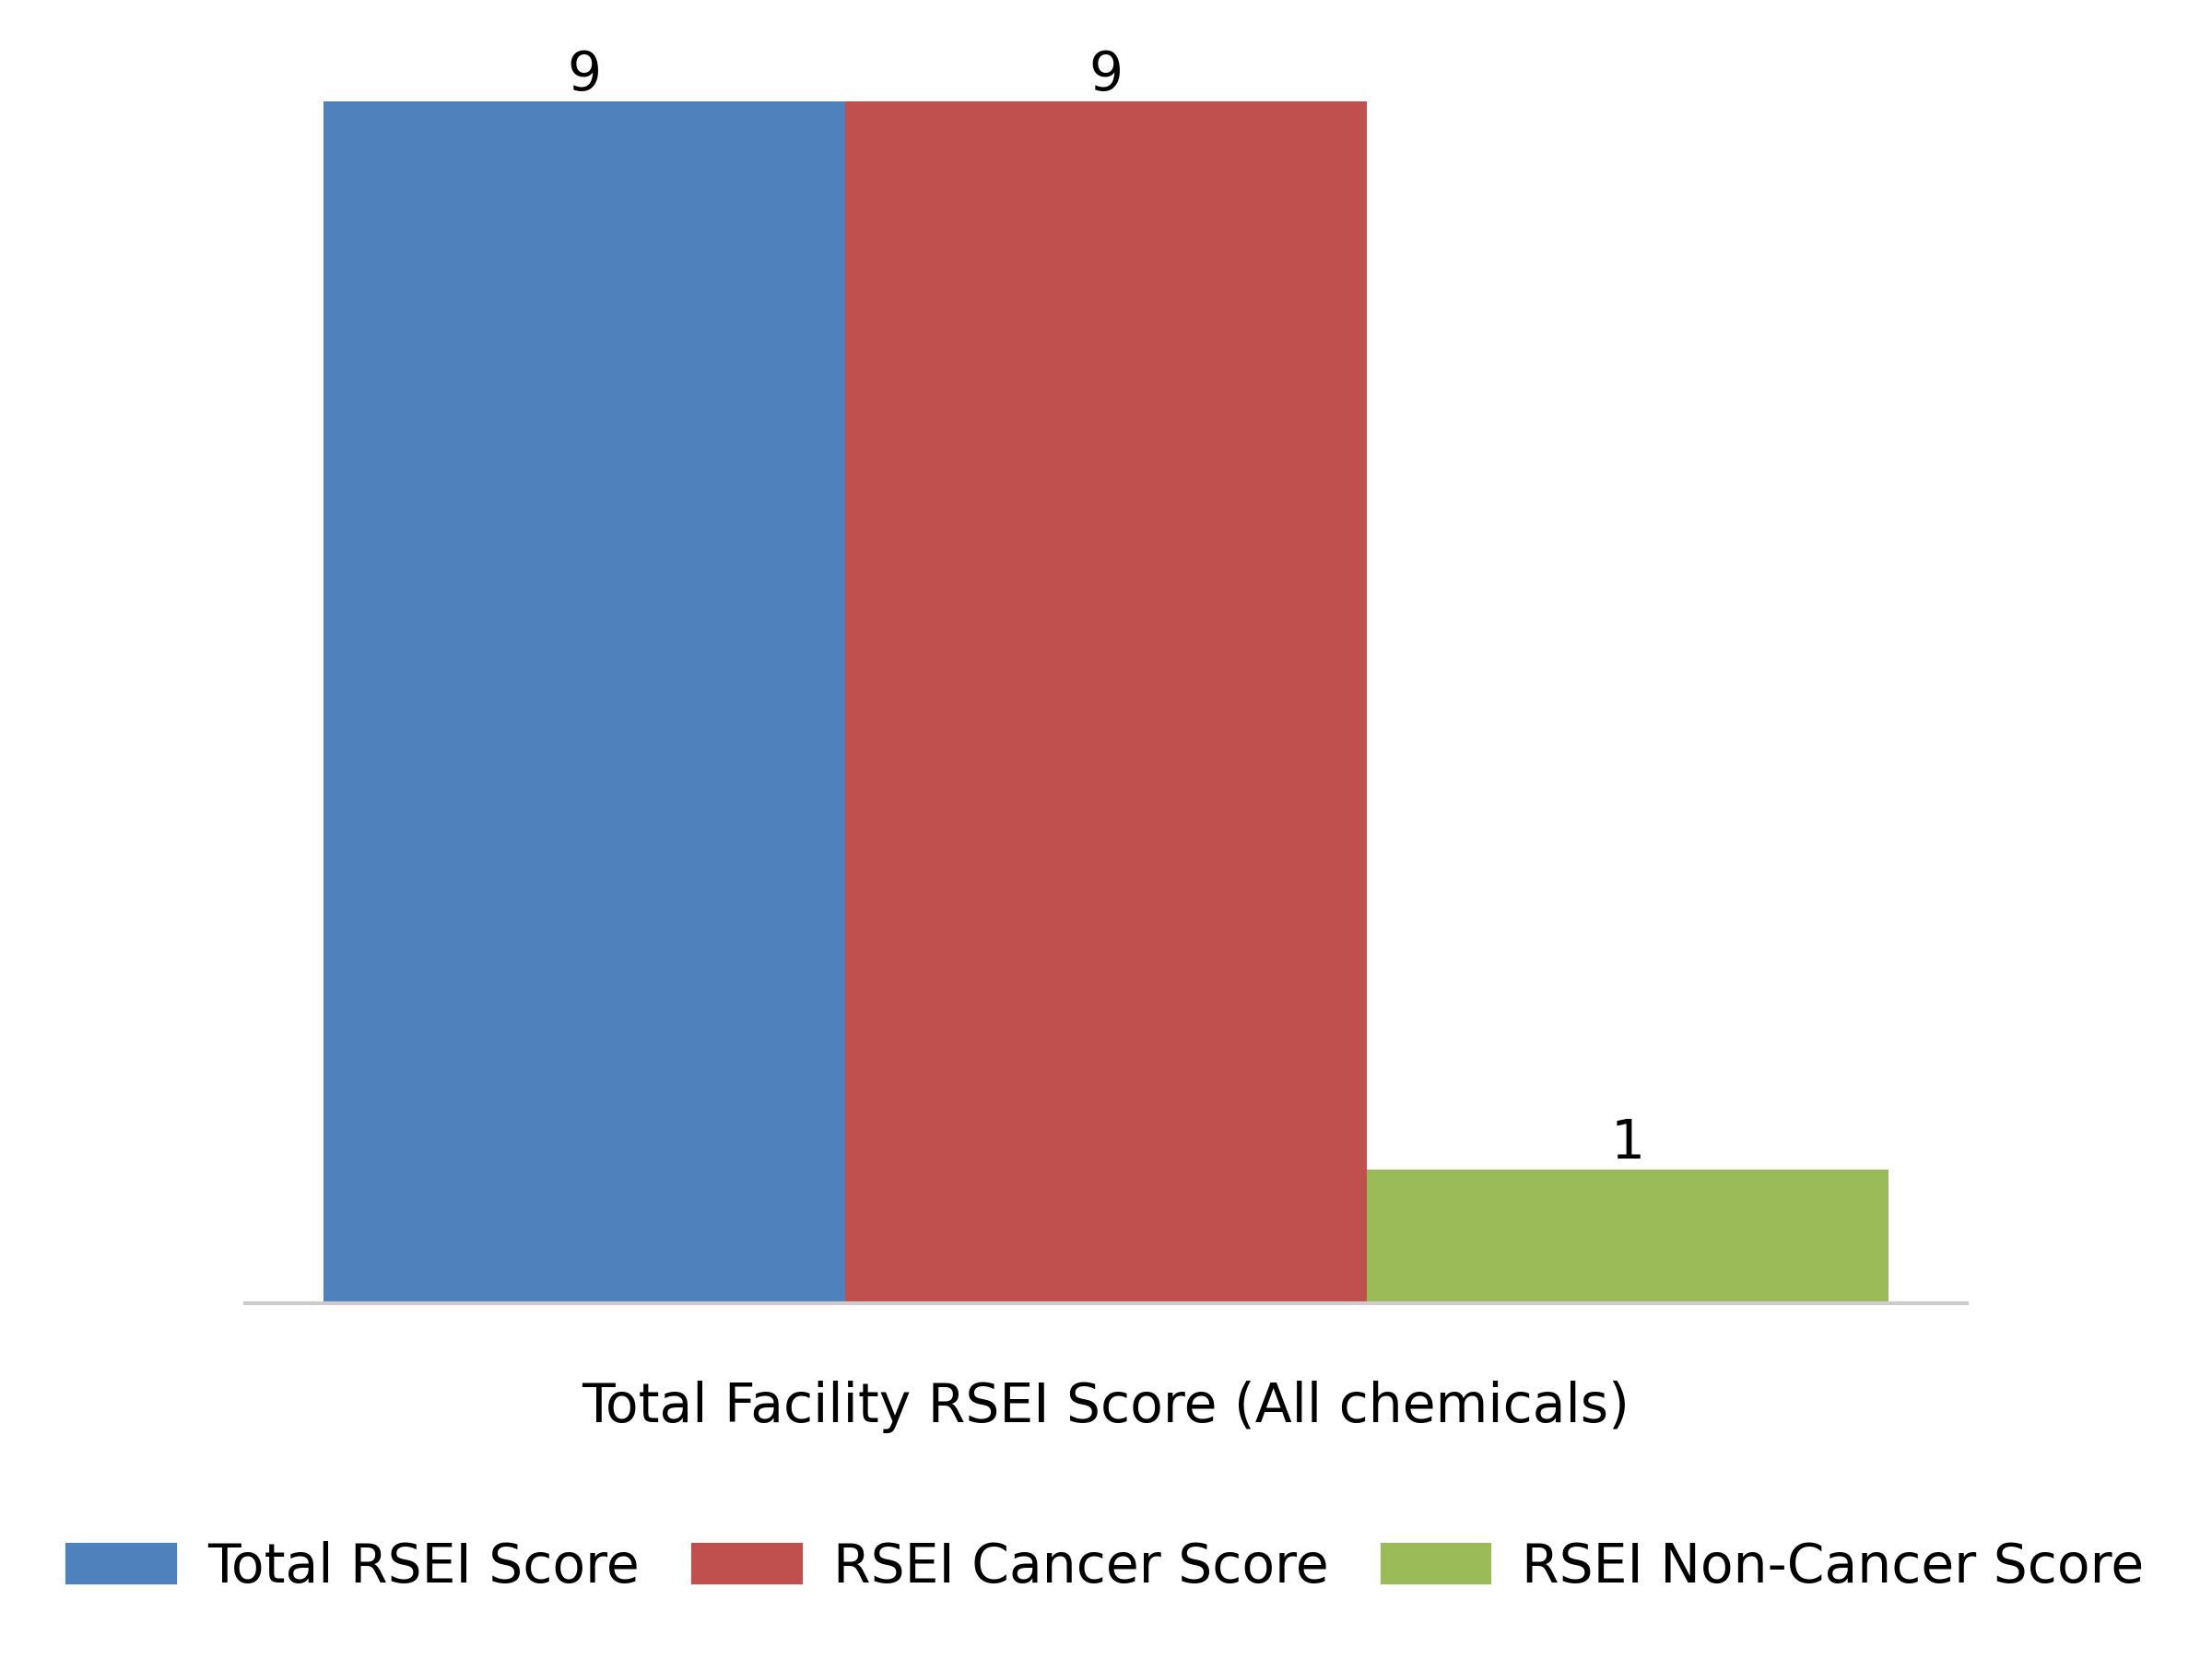 9 9
1
Total Facility RSEI Score (All chemicals)
Total RSEI Score RSEI Cancer Score RSEI Non-Cancer Score